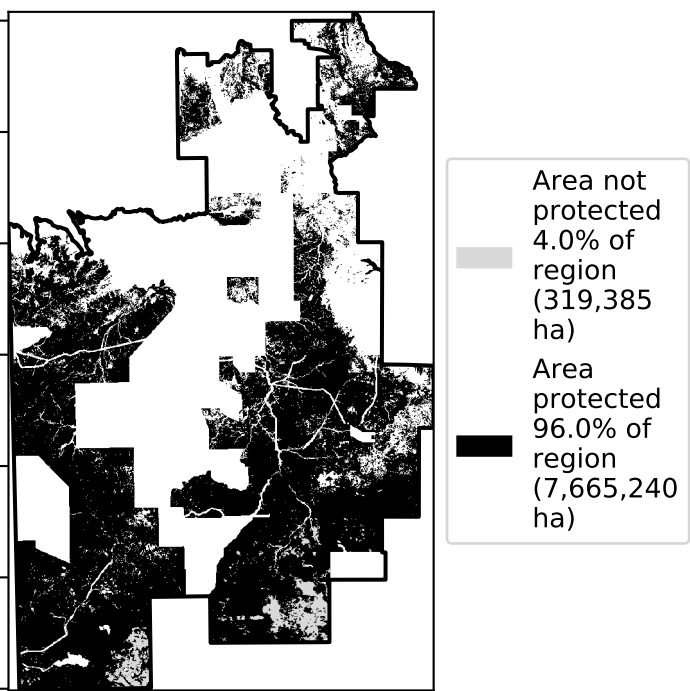 Area not
protected
4.0% of
region
(319,385
ha)
Area
protected
96.0% of
region
(7,665,240
ha)